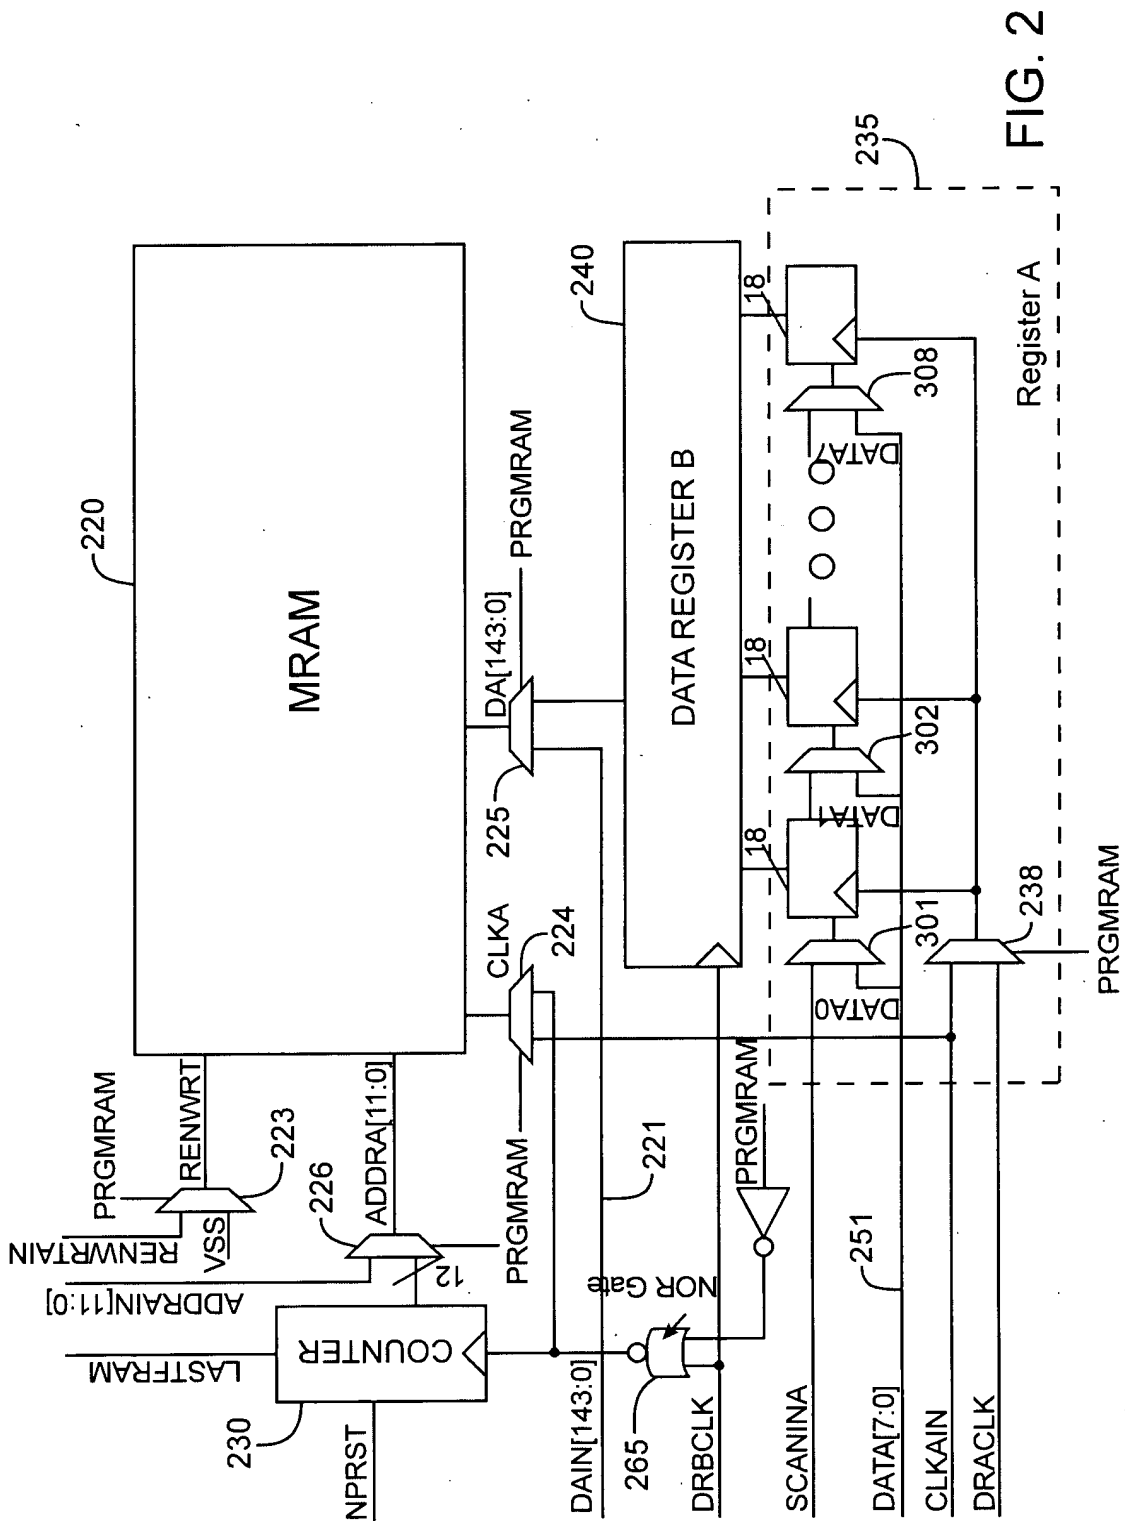 FIG. 2
220
MRAM
PRGMRAM
RENWRT
223
RENWRTAIN
VSS
226
ADDRA[11:0]
PRGMRAM
ADDRAIN[11:0]
12
LASTFRAM
COUNTER
230
NPRST
CLKA
224
PRGMRAM
DA[143:0]
PRGMRAM
225
221
DAIN[143:0]
240
DATA REGISTER B
NOR Gate
265
DRBCLK
PRGMRAM
18
18
18
235
Register A
301
302
308
DATA0
DATA1
DATA7
SCANINA
251
DATA[7:0]
CLKAIN
DRACLK
238
PRGMRAM